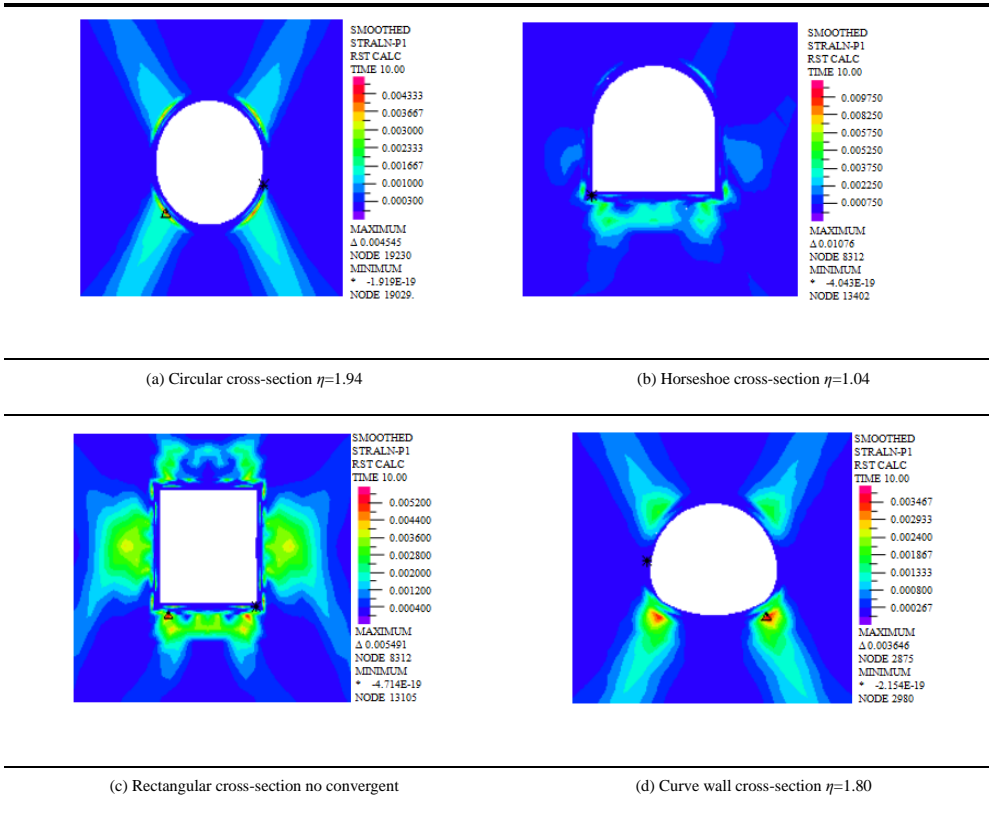 SMOOTHED
STRALN-P1
RST CALC
TIME 10.00
0.004333
0.003667
0.003000
0.002333
0.001667
0.001000
0.000300
MAXIMUM
Δ 0.004545
NODE 19230
MINIMUM
* -1.919E-19
NODE 19029.
SMOOTHED
STRALN-P1
RST CALC
TIME 10.00
0.009750
0.008250
0.005750
0.005250
0.003750
0.002250
0.000750
MAXIMUM
Δ 0.01076
NODE 8312
MINIMUM
* -4.043E-19
NODE 13402
(a) Circular cross-section η=1.94
(b) Horseshoe cross-section η=1.04
SMOOTHED
STRALN-P1
RST CALC
TIME 10.00
0.005200
0.004400
0.003600
0.002800
0.002000
0.001200
0.000400
MAXIMUM
Δ 0.005491
NODE 8312
MINIMUM
* -4.714E-19
NODE 13105
SMOOTHED
STRALN-P1
RST CALC
TIME 10.00
0.003467
0.002933
0.002400
0.001867
0.001333
0.000800
0.000267
MAXIMUM
Δ 0.003646
NODE 2875
MINIMUM
* -2.154E-19
NODE 2980
(c) Rectangular cross-section no convergent
(d) Curve wall cross-section η=1.80